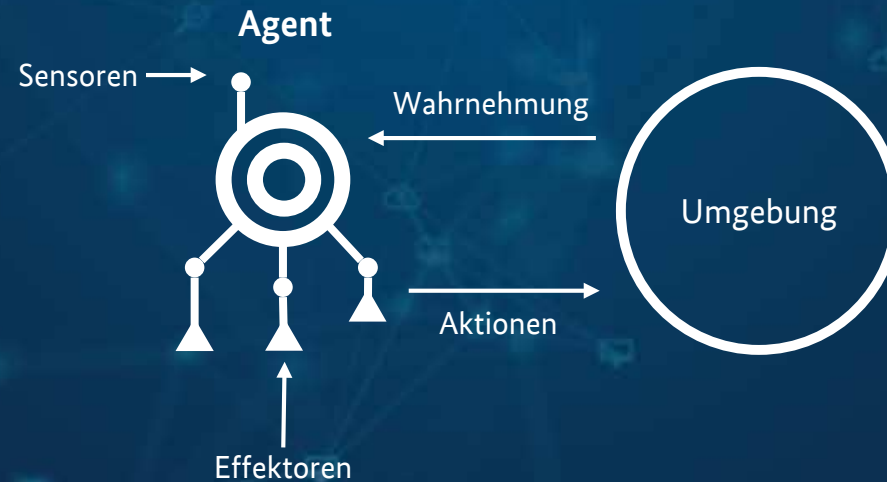 Agent
Sensoren
Wahrnehmung
Umgebung
Aktionen
Effektoren